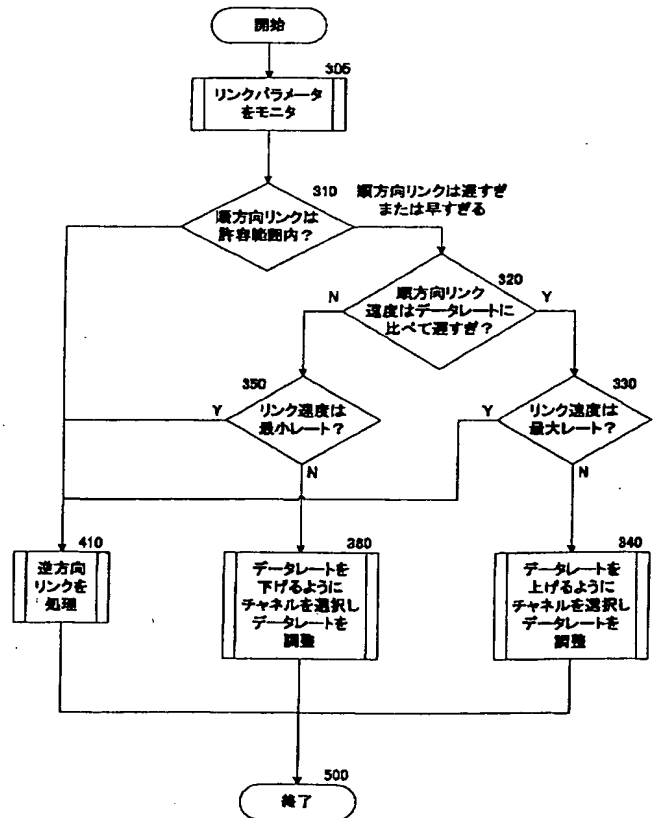 開始
305
リンクパラメータ
をモニタ
310
順方向リンクは遅すぎ
または早すぎる
順方向リンクは
許容範囲内?
320
順方向リンク
速度はデータレートに
比べて遅すぎ?
N
Y
350
リンク速度は
最小レート?
Y
N
330
リンク速度は
最大レート?
Y
N
410
逆方向
リンクを
処理
360
データレートを
下げるように
チャネルを選択し
データレートを
調整
340
データレートを
上げるように
チャネルを選択し
データレートを
調整
500
終了